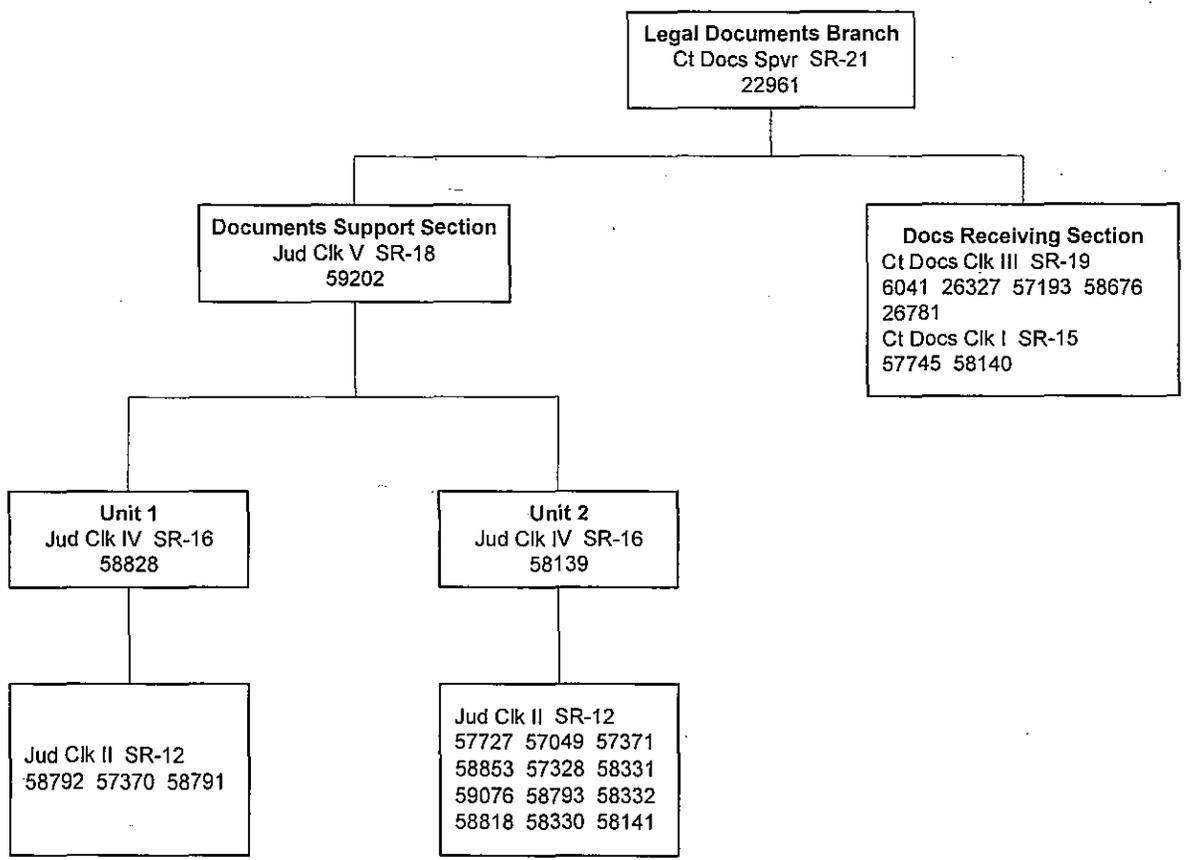 Legal Documents Branch
Ct Docs Spvr SR-21
22961
Documents Support Section
Jud Clk V SR-18
59202
Docs Receiving Section
Ct Docs Clk III SR-19
6041 26327 57193 58676
26781
Ct Docs Clk I SR-15
57745 58140
Unit 1
Jud Clk IV SR-16
58828
Unit 2
Jud Clk IV SR-16
58139
Jud Clk II SR-12
58792 57370 58791
Jud Clk II SR-12
57727 57049 57371
58853 57328 58331
59076 58793 58332
58818 58330 58141